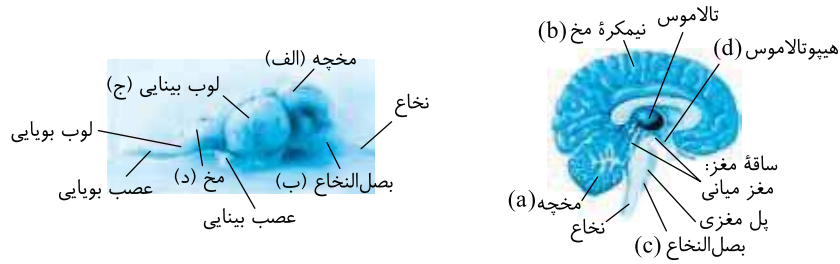 تالاموس
نیمکرهٔ مخ (b)
هیپوتالاموس (d)
ساقهٔ مغز:
مغز میانی
پل مغزی
بصل‌النخاع (c)
نخاع
مخچه (a)
مخچه (الف)
لوب بینایی (ج)
نخاع
لوب بویایی
عصب بویایی
مخ (د)
بصل‌النخاع (ب)
عصب بینایی